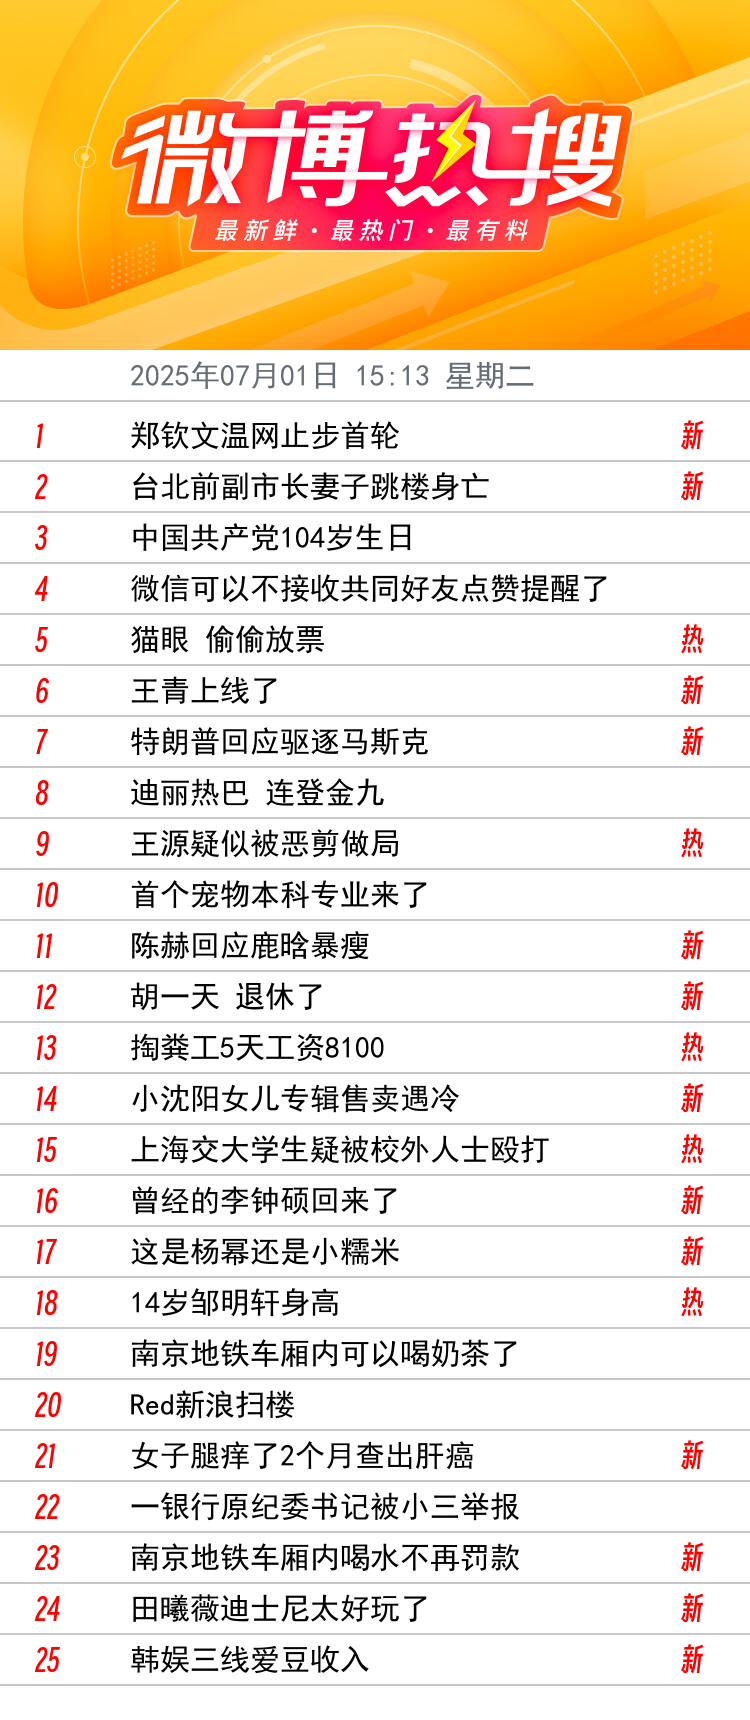 微博热搜
最新鲜·最热门·最有料
2025年07月01日 15:13 星期二
1 郑钦文温网止步首轮 新
2 台北前副市长妻子跳楼身亡 新
3 中国共产党104岁生日
4 微信可以不接收共同好友点赞提醒了
5 猫眼 偷偷放票 热
6 王青上线了 新
7 特朗普回应驱逐马斯克 新
8 迪丽热巴 连登金九
9 王源疑似被恶剪做局 热
10 首个宠物本科专业来了
11 陈赫回应鹿晗暴瘦 新
12 胡一天 退休了 新
13 掏粪工5天工资8100 热
14 小沈阳女儿专辑售卖遇冷 新
15 上海交大学生疑被校外人士殴打 热
16 曾经的李钟硕回来了 新
17 这是杨幂还是小糯米 新
18 14岁邹明轩身高 热
19 南京地铁车厢内可以喝奶茶了
20 Red新浪扫楼
21 女子腿痒了2个月查出肝癌 新
22 一银行原纪委书记被小三举报
23 南京地铁车厢内喝水不再罚款 新
24 田曦薇迪士尼太好玩了 新
25 韩娱三线爱豆收入 新